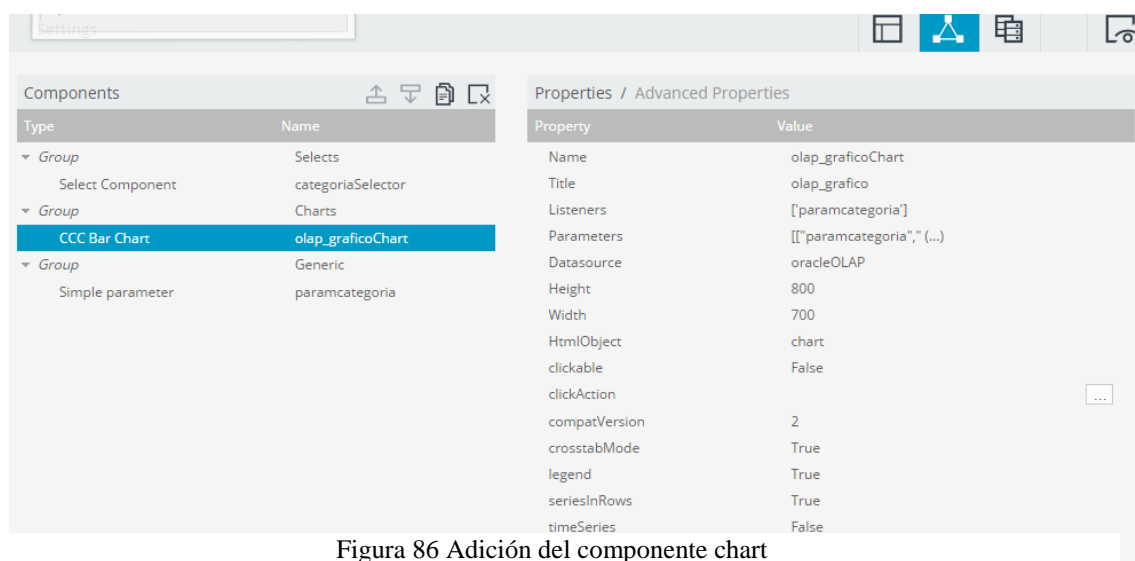 Settings
Components
Type Name
Group Selects
Select Component categoriaSelector
Group Charts
CCC Bar Chart olap_graficoChart
Group Generic
Simple parameter paramcategoria
Properties / Advanced Properties
Property Value
Name olap_graficoChart
Title olap_grafico
Listeners ['paramcategoria']
Parameters [["paramcategoria"," (...)
Datasource oracleOLAP
Height 800
Width 700
HtmlObject chart
clickable False
clickAction ...
compatVersion 2
crosstabMode True
legend True
seriesInRows True
timeSeries False
Figura 86 Adición del componente chart